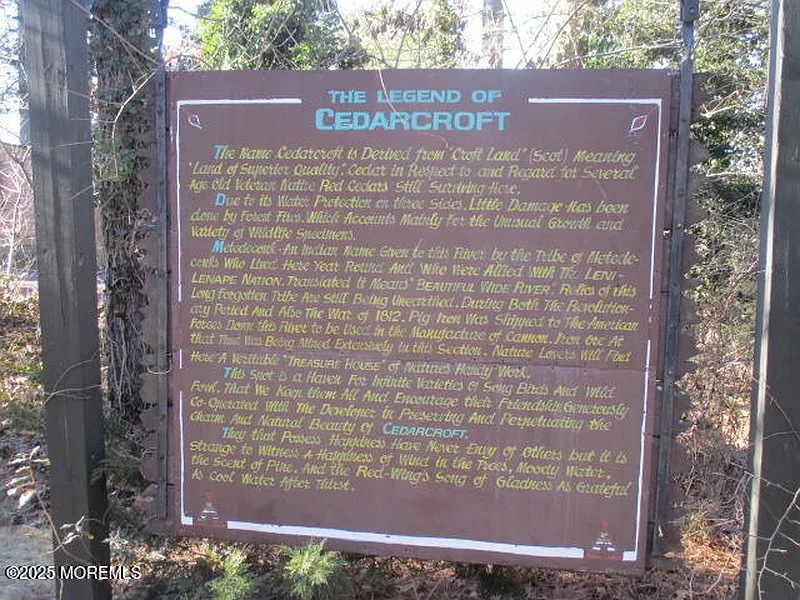 THE LEGEND OF
CEDARCROFT
The Name Cedarcroft is Derived from "Croft Land" (Scot) Meaning
"Land of Superior Quality". Cedar in Respect to and Regard for Several
Age old Veteran Native Red Cedars Still Surviving Here.
Due to its Water Protection on three Sides, Little Damage Has been
done by Forest Fires. Which Accounts Mainly For the Unusual Growth and
Variety of Wildlife Specimens.
Metedeconk-An Indian Name Given to this River by the Tribe of Metede-
conks Who Lived Here Year Round And Who Were Allied With The LENI-
LENAPE NATION. Translated it Means "BEAUTIFUL WIDE RIVER". Relics of this
Long Forgotten Tribe Are Still Being Unearthed. During Both The Revolution-
ary Period And Also The War of 1812. Pig Iron Was Shipped to The American
Forces Down this River to be Used in the Manufacture of Cannon. Iron Ore At
that Time Was Being Mined Extensively In this Section. Nature Lovers Will Find
Here A Veritable "TREASURE HOUSE" of Natures Handy Work.
This Spot is a Haven For Infinite Varieties of Song Birds And Wild
Fowl. That We Keep them All And Encourage their Friendship Generously
Co-Operated With The Developer in Preserving And Perpetuating the
Charm And Natural Beauty of CEDARCROFT.
They that Possess Happiness Have Never Envy of others but it is
Strange to Witness A Happiness of Wind in the Trees, Moody Water,
the Scent of Pine, And the Red-Wing's Song of Gladness As Grateful
As Cool Water After Thirst.
©2025 MOREMLS